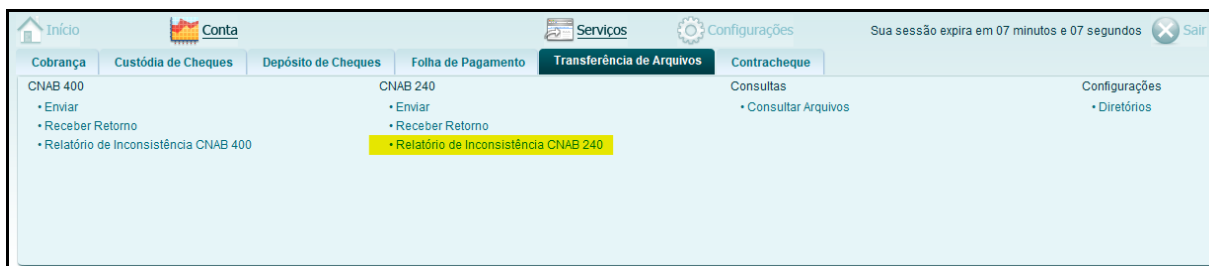 Início Conta Serviços Configurações Sua sessão expira em 07 minutos e 07 segundos Sair
Cobrança Custódia de Cheques Depósito de Cheques Folha de Pagamento Transferência de Arquivos Contracheque
CNAB 400 CNAB 240 Consultas Configurações
• Enviar • Enviar • Consultar Arquivos • Diretórios
• Receber Retorno • Receber Retorno
• Relatório de Inconsistência CNAB 400 • Relatório de Inconsistência CNAB 240